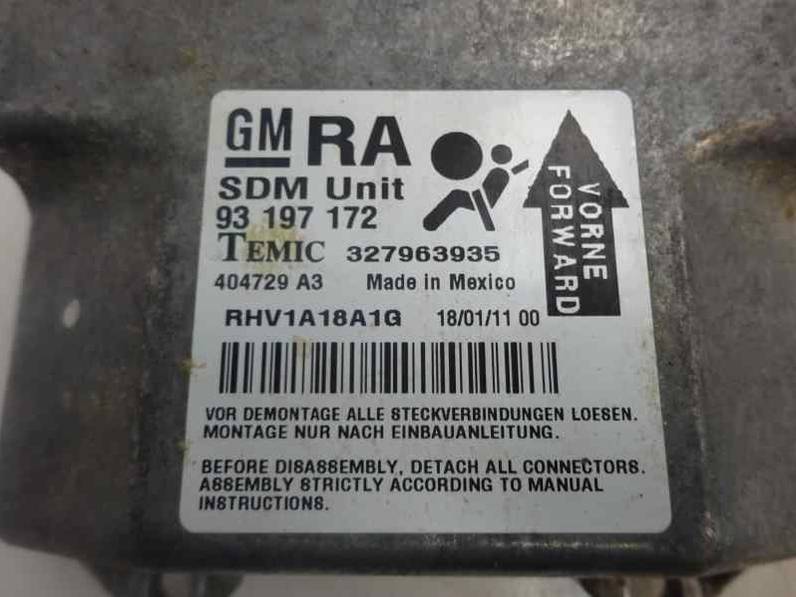 GM RA
SDM Unit
93 197 172
TEMIC 327963935
404729 A3 Made in Mexico
RHV1A18A1G 18/01/11 00
VORNE
FORWARD
VOR DEMONTAGE ALLE STECKVERBINDUNGEN LOESEN.
MONTAGE NUR NACH EINBAUANLEITUNG.
BEFORE DISASSEMBLY, DETACH ALL CONNECTORS.
ASSEMBLY STRICTLY ACCORDING TO MANUAL
INSTRUCTIONS.